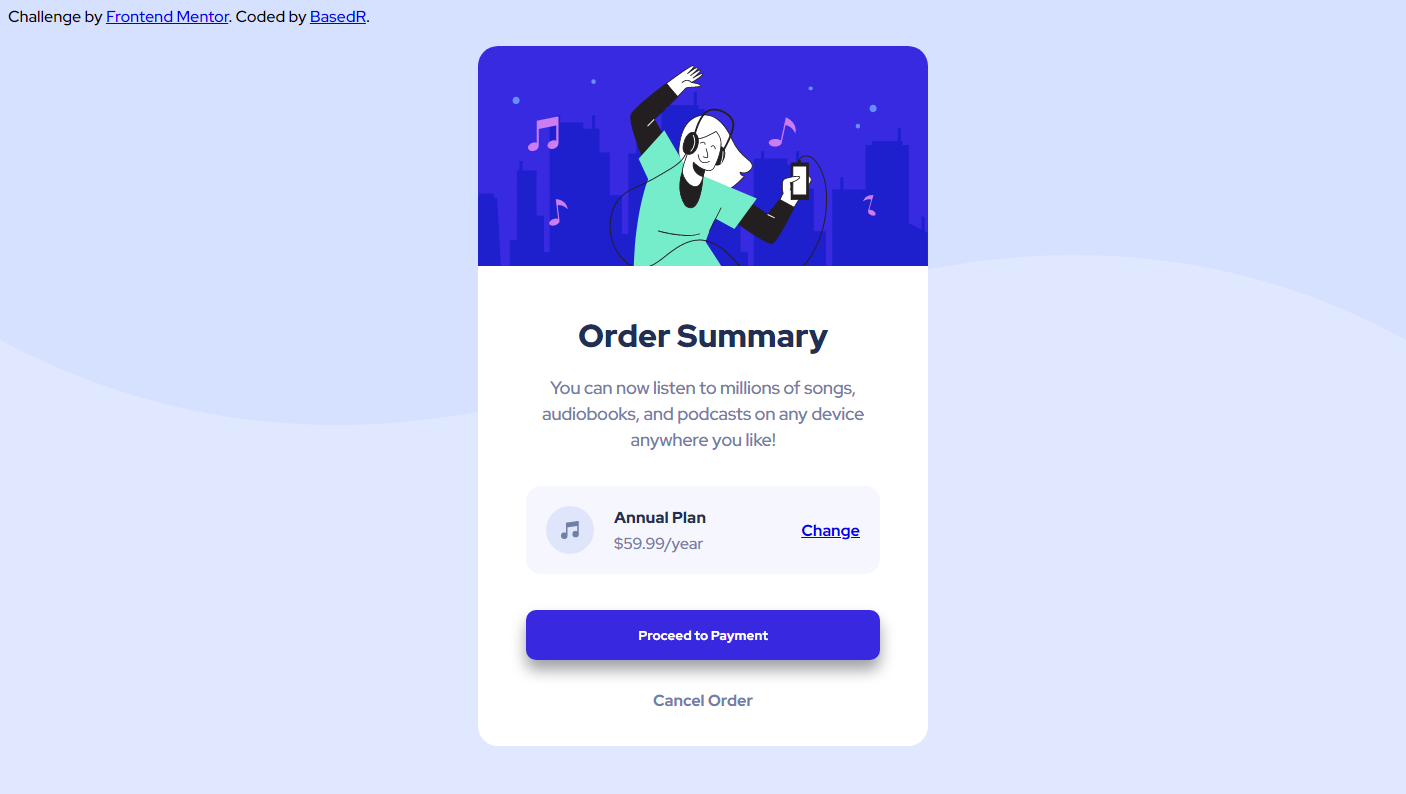 Challenge by Frontend Mentor. Coded by BasedR.
Order Summary
You can now listen to millions of songs,
audiobooks, and podcasts on any device
anywhere you like!
Annual Plan
$59.99/year
Change
Proceed to Payment
Cancel Order